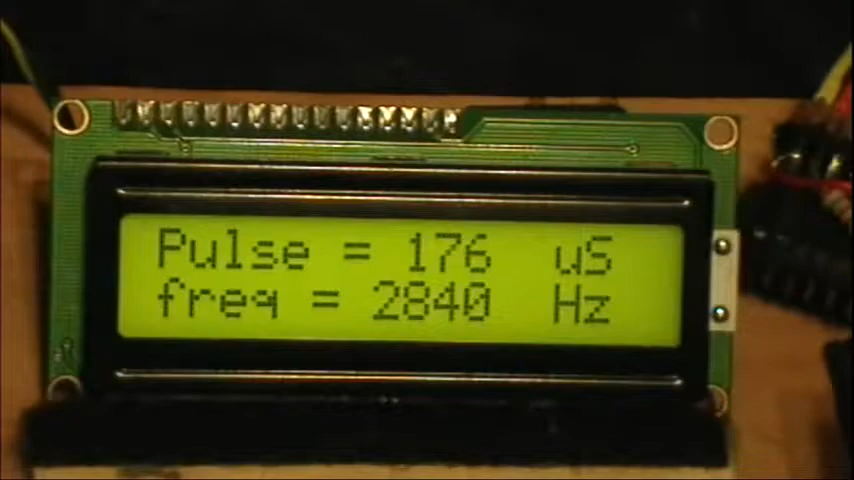 Pulse = 176 uS
freq = 2840 Hz